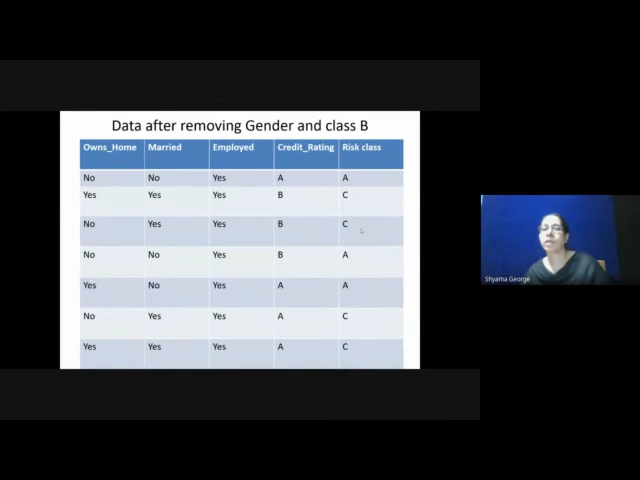 Data after removing Gender and class B
Owns_Home Married Employed Credit_Rating Risk class
No No Yes A A
Yes Yes Yes B C
No Yes Yes B C
No No Yes B A
Yes No Yes A A
No Yes Yes A C
Yes Yes Yes A C
Shyama George